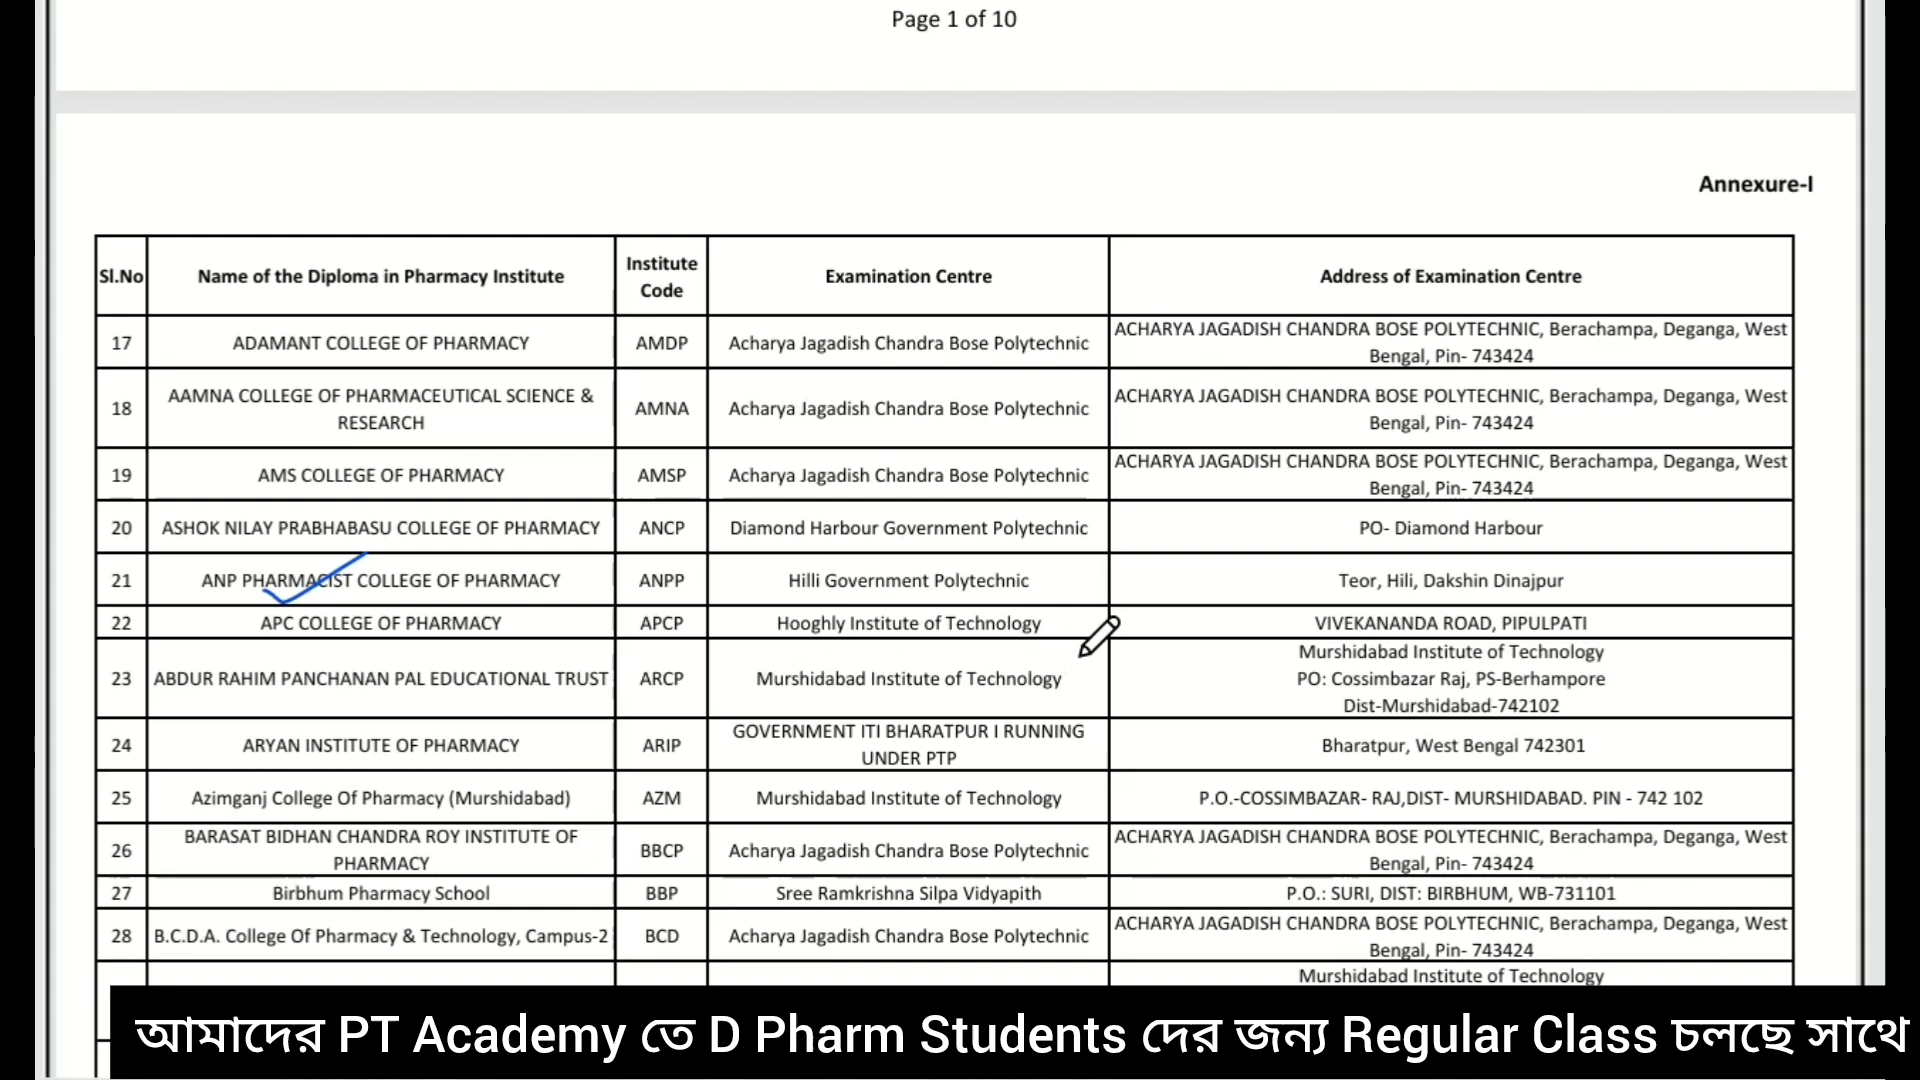 Page 1 of 10
Annexure-I
Sl.No Name of the Diploma in Pharmacy Institute Institute Code Examination Centre Address of Examination Centre
17 ADAMANT COLLEGE OF PHARMACY AMDP Acharya Jagadish Chandra Bose Polytechnic ACHARYA JAGADISH CHANDRA BOSE POLYTECHNIC, Berachampa, Deganga, West Bengal, Pin- 743424
18 AAMNA COLLEGE OF PHARMACEUTICAL SCIENCE & RESEARCH AMNA Acharya Jagadish Chandra Bose Polytechnic ACHARYA JAGADISH CHANDRA BOSE POLYTECHNIC, Berachampa, Deganga, West Bengal, Pin- 743424
19 AMS COLLEGE OF PHARMACY AMSP Acharya Jagadish Chandra Bose Polytechnic ACHARYA JAGADISH CHANDRA BOSE POLYTECHNIC, Berachampa, Deganga, West Bengal, Pin- 743424
20 ASHOK NILAY PRABHABASU COLLEGE OF PHARMACY ANCP Diamond Harbour Government Polytechnic PO- Diamond Harbour
21 ANP PHARMACIST COLLEGE OF PHARMACY ANPP Hilli Government Polytechnic Teor, Hili, Dakshin Dinajpur
22 APC COLLEGE OF PHARMACY APCP Hooghly Institute of Technology VIVEKANANDA ROAD, PIPULPATI
23 ABDUR RAHIM PANCHANAN PAL EDUCATIONAL TRUST ARCP Murshidabad Institute of Technology Murshidabad Institute of Technology PO: Cossimbazar Raj, PS-Berhampore Dist-Murshidabad-742102
24 ARYAN INSTITUTE OF PHARMACY ARIP GOVERNMENT ITI BHARATPUR I RUNNING UNDER PTP Bharatpur, West Bengal 742301
25 Azimganj College Of Pharmacy (Murshidabad) AZM Murshidabad Institute of Technology P.O.-COSSIMBAZAR- RAJ,DIST- MURSHIDABAD. PIN - 742 102
26 BARASAT BIDHAN CHANDRA ROY INSTITUTE OF PHARMACY BBCP Acharya Jagadish Chandra Bose Polytechnic ACHARYA JAGADISH CHANDRA BOSE POLYTECHNIC, Berachampa, Deganga, West Bengal, Pin- 743424
27 Birbhum Pharmacy School BBP Sree Ramkrishna Silpa Vidyapith P.O.: SURI, DIST: BIRBHUM, WB-731101
28 B.C.D.A. College Of Pharmacy & Technology, Campus-2 BCD Acharya Jagadish Chandra Bose Polytechnic ACHARYA JAGADISH CHANDRA BOSE POLYTECHNIC, Berachampa, Deganga, West Bengal, Pin- 743424
Murshidabad Institute of Technology
আমাদের PT Academy তে D Pharm Students দের জন্য Regular Class চলছে সাথে